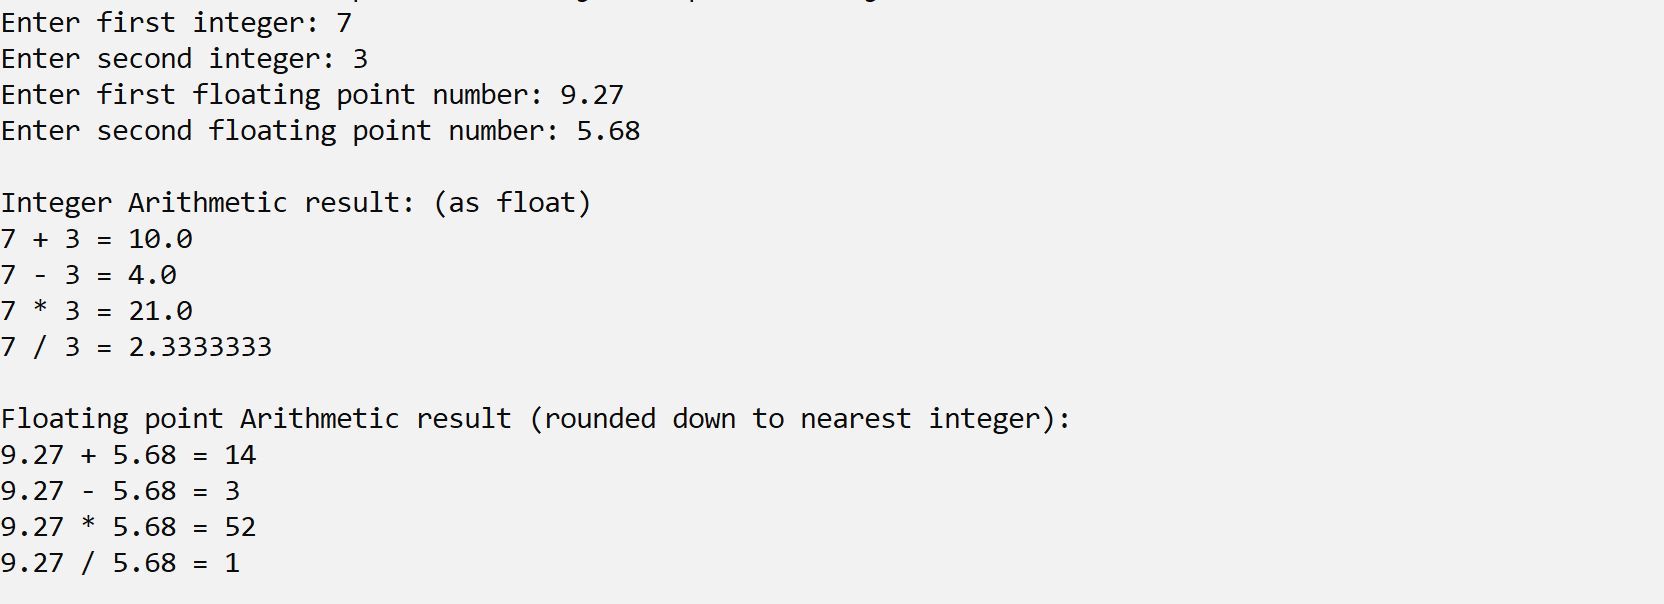 Enter first integer: 7
Enter second integer: 3
Enter first floating point number: 9.27
Enter second floating point number: 5.68
Integer Arithmetic result: (as float)
7 + 3 = 10.0
7 - 3 = 4.0
7 * 3 = 21.0
7 / 3 = 2.3333333
Floating point Arithmetic result (rounded down to nearest integer):
9.27 + 5.68 = 14
9.27 - 5.68 = 3
9.27 * 5.68 = 52
9.27 / 5.68 = 1